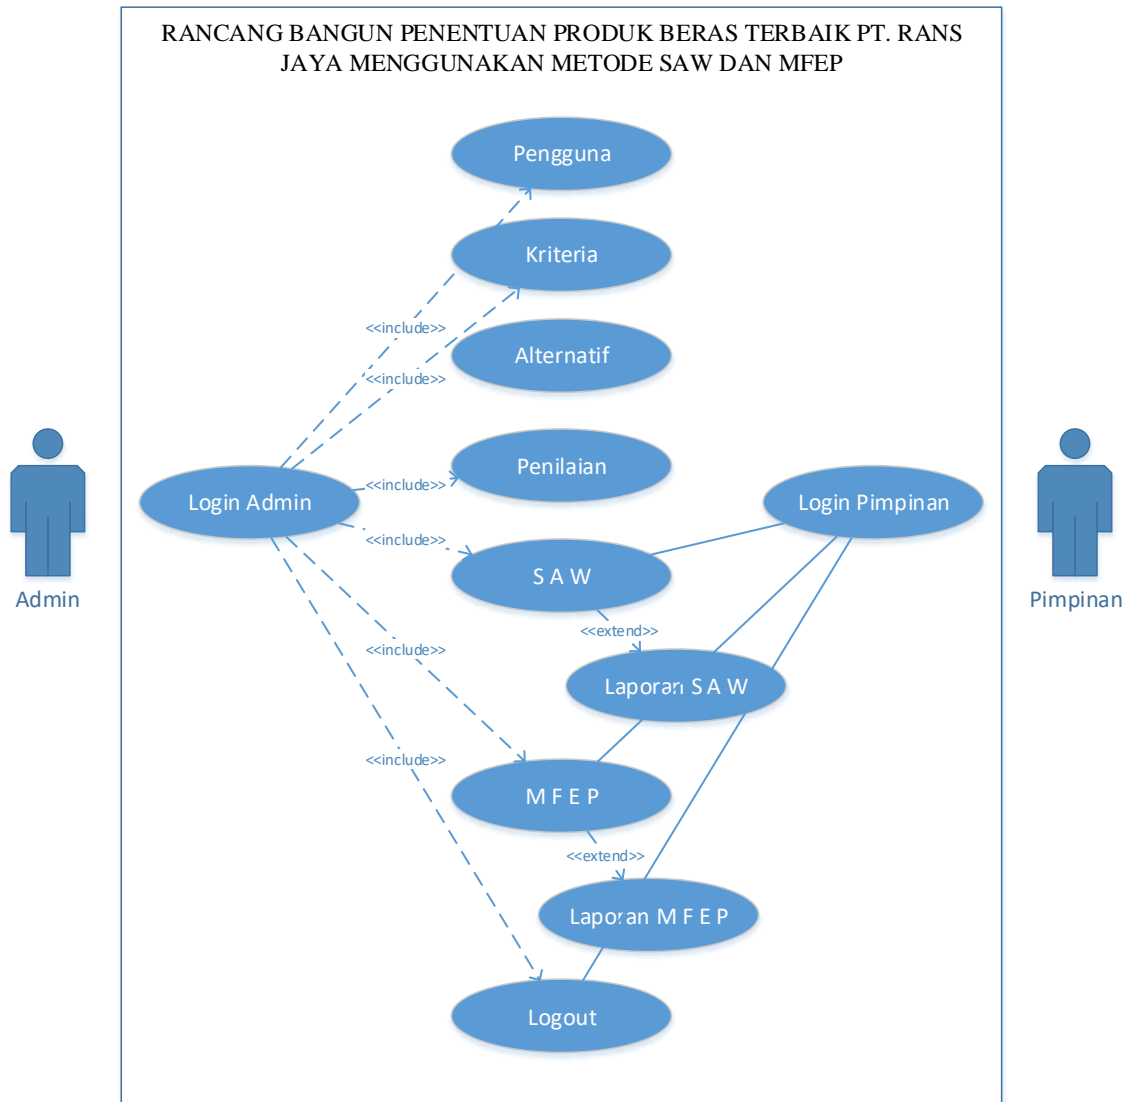 RANCANG BANGUN PENENTUAN PRODUK BERAS TERBAIK PT. RANS
JAYA MENGGUNAKAN METODE SAW DAN MFEP
Pengguna
Kriteria
<<include>>
Alternatif
<<include>>
Penilaian
<<include>>
Login Admin
Login Pimpinan
<<include>>
S A W
Admin
Pimpinan
<<extend>>
<<include>>
Laporan S A W
<<include>>
M F E P
<<extend>>
Laporan M F E P
Logout